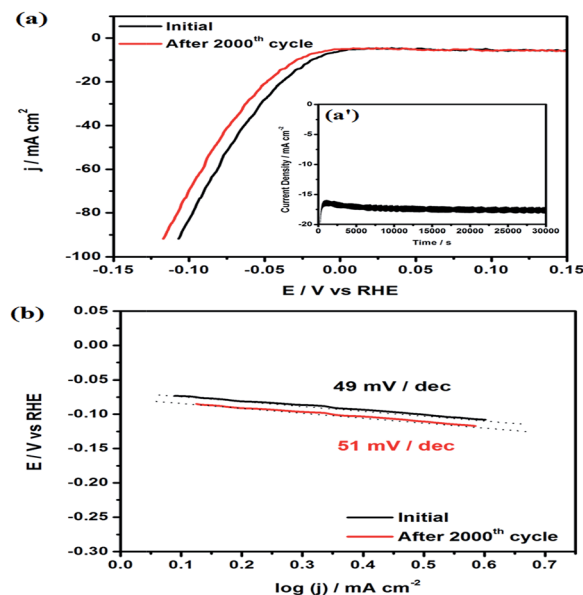 (a)
Initial
After 2000th cycle
j / mA cm2
0
-20
-40
-60
-80
-100
-0.15
-0.10
-0.05
0.00
0.05
0.10
0.15
E / V vs RHE
(a')
Current Density / mA cm-2
0
-5
-10
-15
-20
0
5000
10000
15000
20000
25000
30000
Time / s
(b)
E / V vs RHE
0.05
0.00
-0.05
-0.10
-0.15
-0.20
-0.25
-0.30
49 mV / dec
51 mV / dec
Initial
After 2000th cycle
0.0
0.1
0.2
0.3
0.4
0.5
0.6
0.7
log (j) / mA cm-2